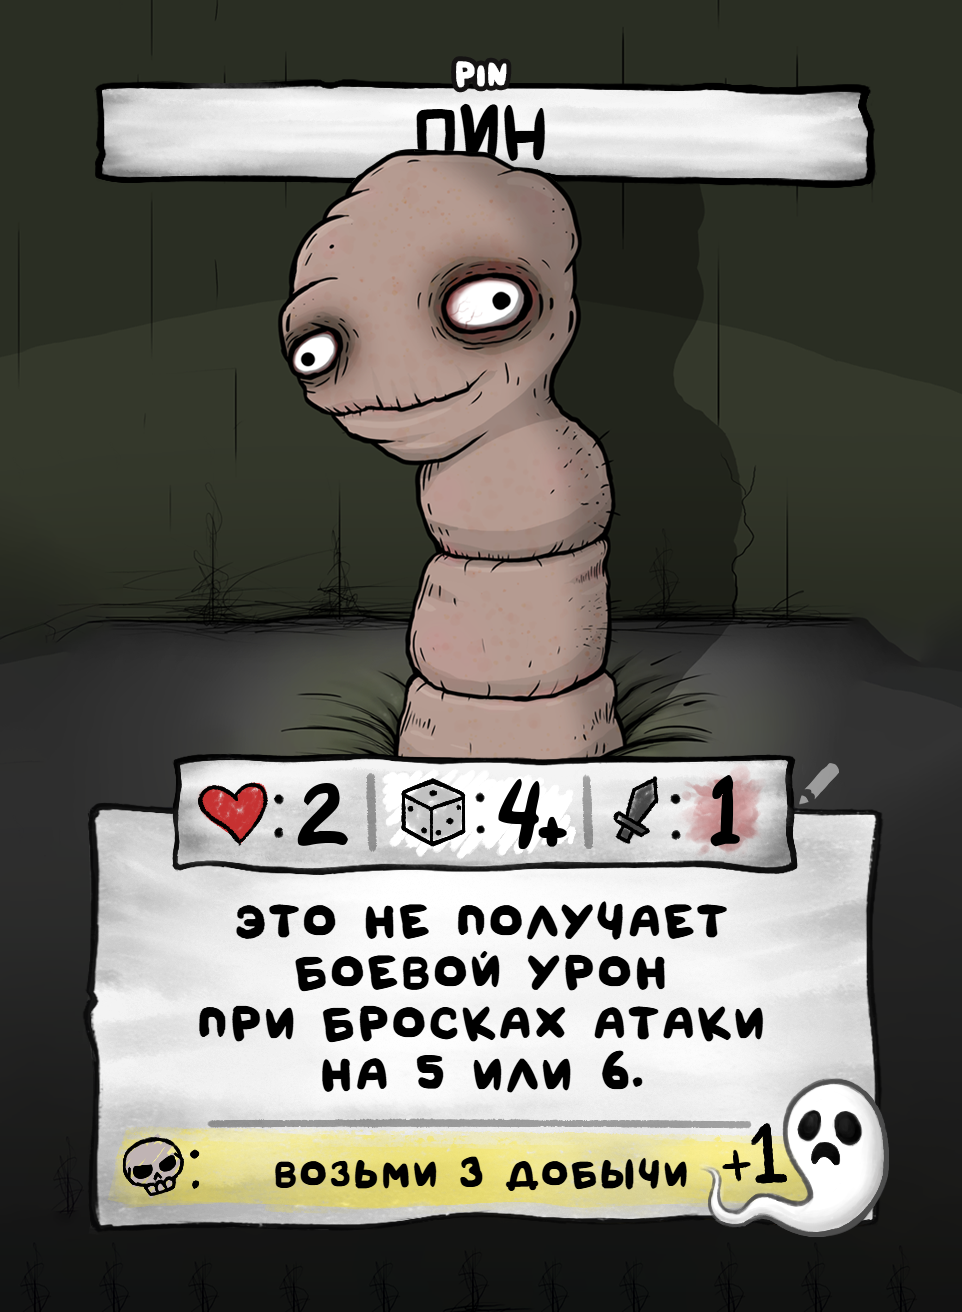 PIN
ПИН
: 2 : 4+ : 1
ЭТО НЕ ПОЛУЧАЕТ
БОЕВОЙ УРОН
ПРИ БРОСКАХ АТАКИ
НА 5 ИЛИ 6.
: ВОЗЬМИ 3 ДОБЫЧИ +1